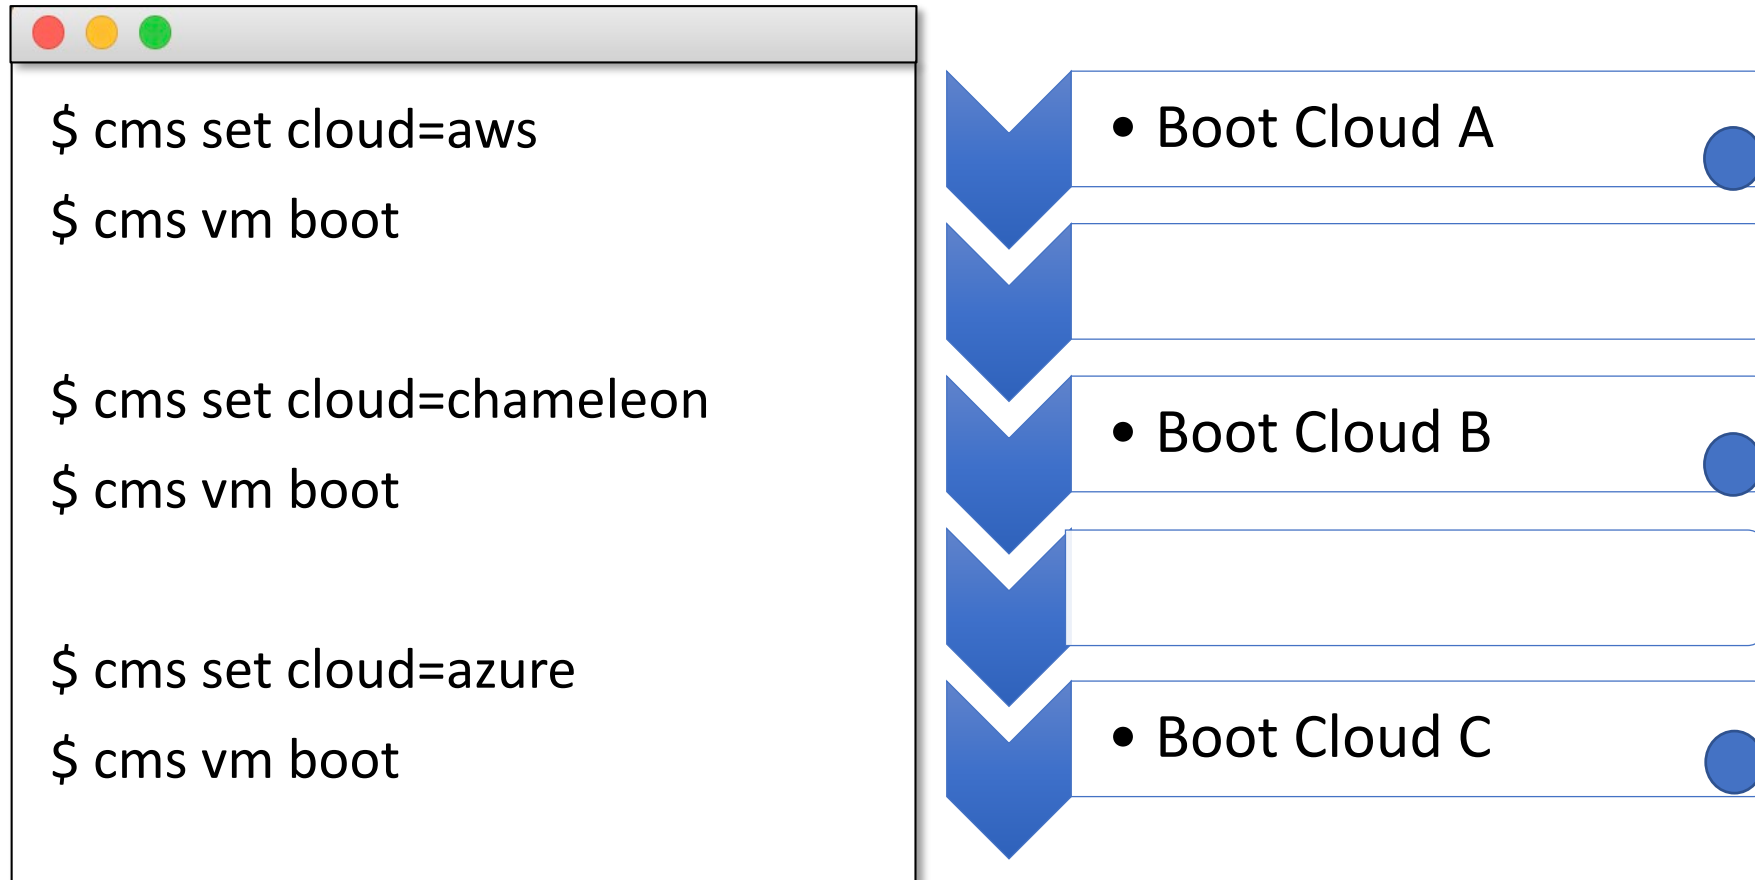 $ cms set cloud=aws
$ cms vm boot
$ cms set cloud=chameleon
$ cms vm boot
$ cms set cloud=azure
$ cms vm boot
• Boot Cloud A
• Boot Cloud B
• Boot Cloud C